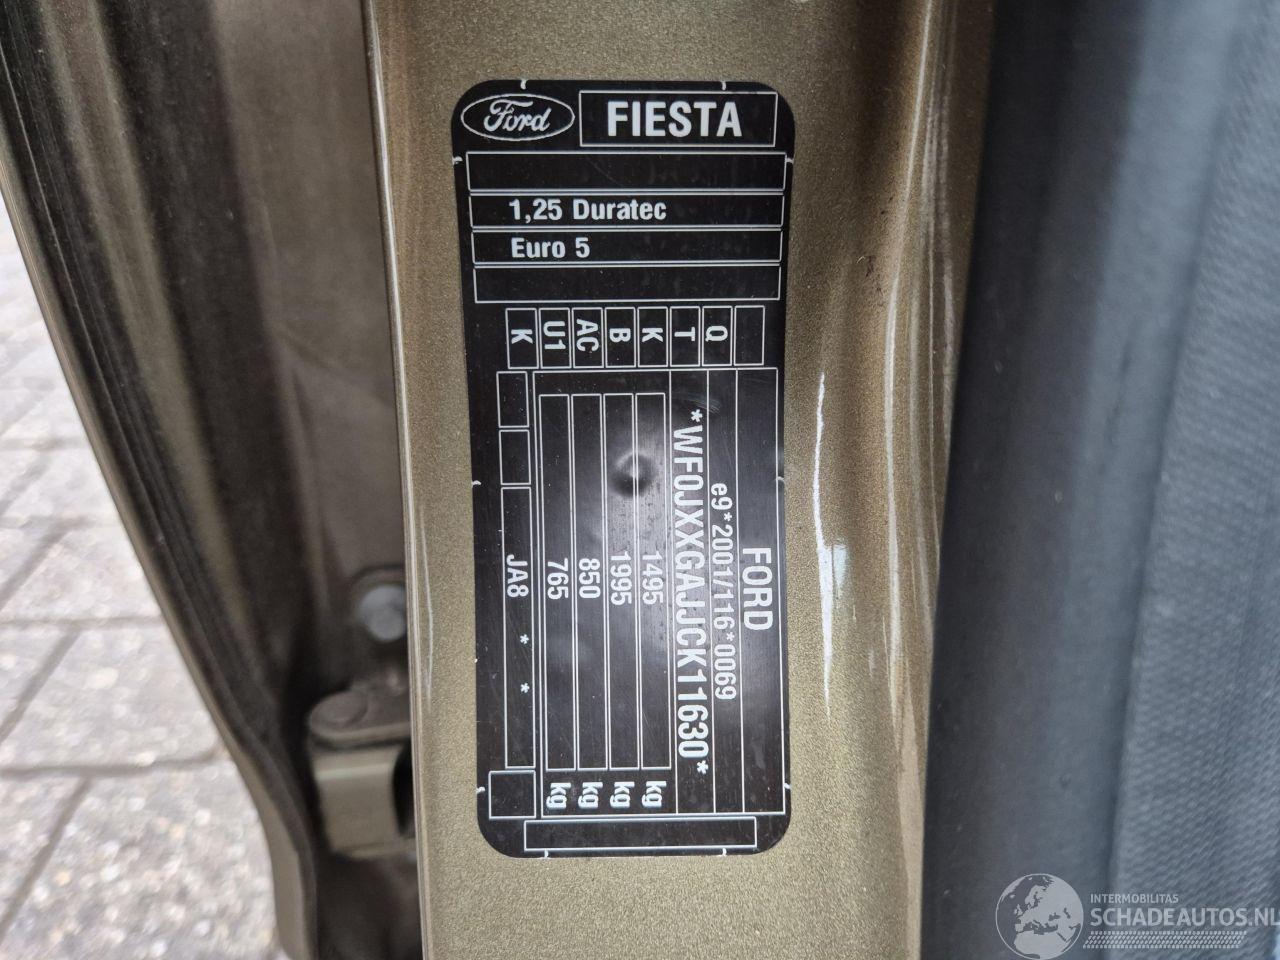 Ford
FIESTA
1,25 Duratec
Euro 5
K U1 AC B K T Q
FORD
e9*2001/116*0069
*WF0JXXGAJJCK11630*
1495 kg
1995 kg
850 kg
765 kg
JA8 * *
INTERMOBILITAS
SCHADEAUTOS.NL